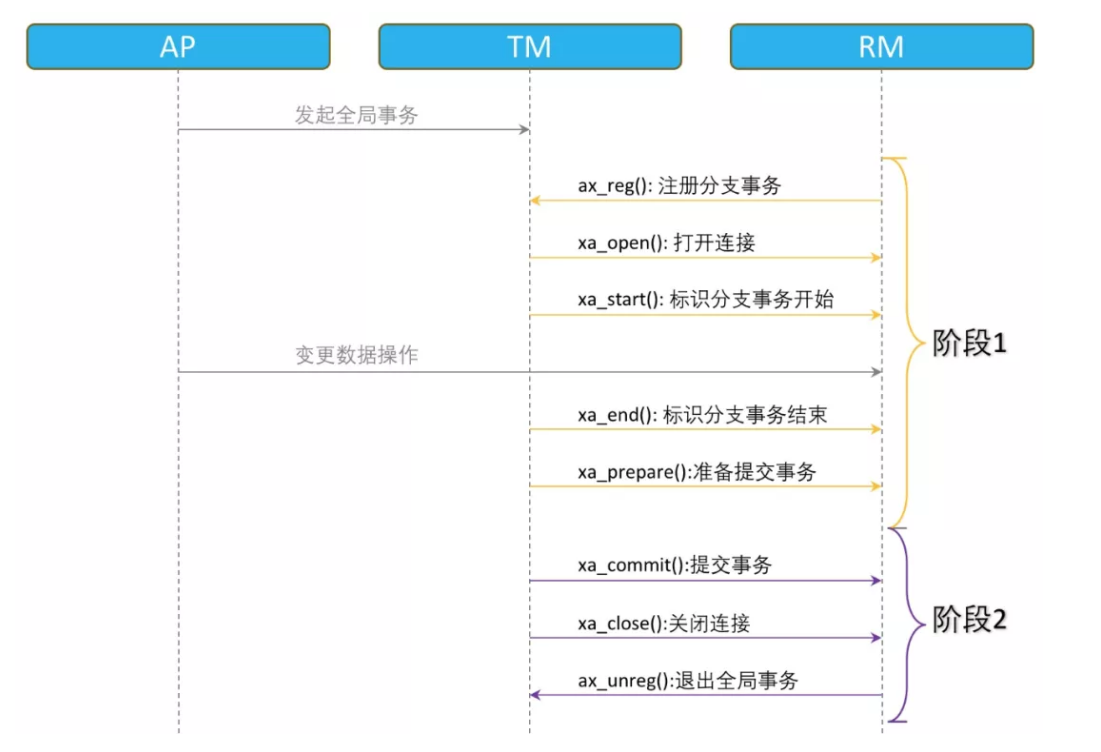 AP
TM
RM
发起全局事务
ax_reg(): 注册分支事务
xa_open(): 打开连接
xa_start(): 标识分支事务开始
阶段1
变更数据操作
xa_end(): 标识分支事务结束
xa_prepare():准备提交事务
xa_commit():提交事务
xa_close():关闭连接
阶段2
ax_unreg():退出全局事务